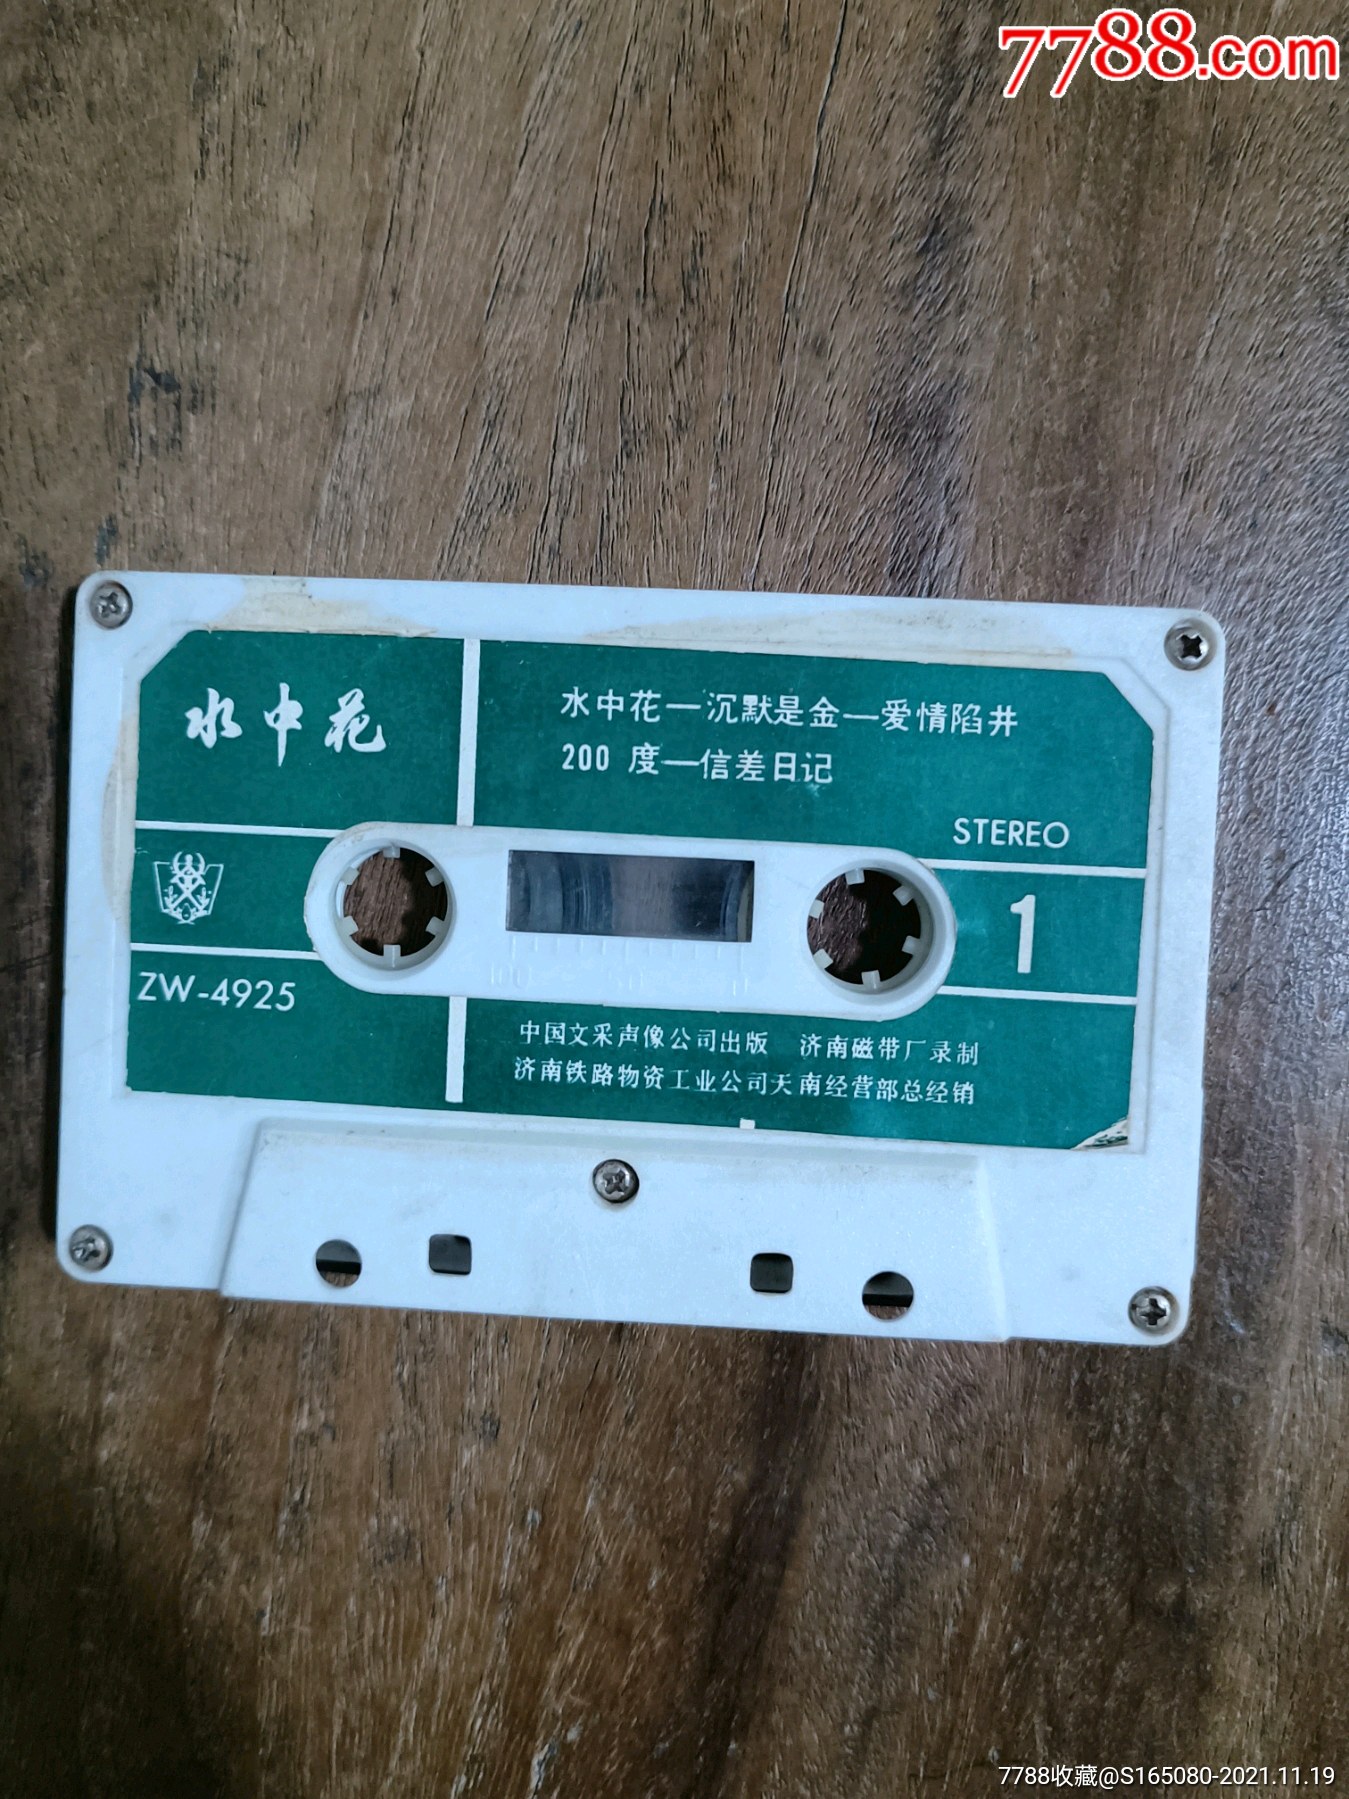 7788.com
水中花
水中花—沉默是金—爱情陷井
200 度—信差日记
STEREO
1
ZW-4925
中国文采声像公司出版 济南磁带厂录制
济南铁路物资工业公司天南经营部总经销
7788收藏@S165080-2021.11.19